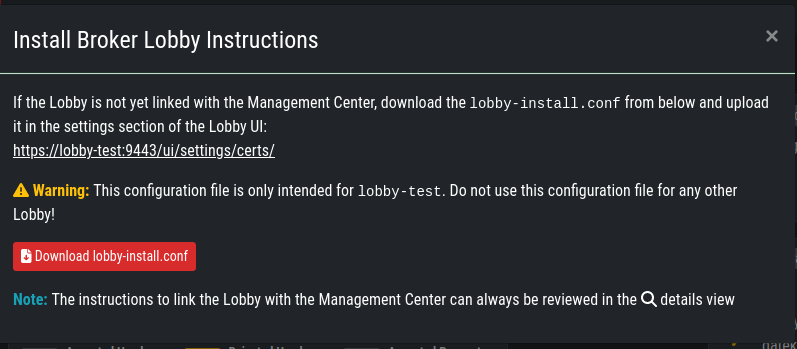 Install Broker Lobby Instructions
×
If the Lobby is not yet linked with the Management Center, download the lobby-install.conf from below and upload
it in the settings section of the Lobby UI:
https://lobby-test:9443/ui/settings/certs/
Warning: This configuration file is only intended for lobby-test. Do not use this configuration file for any other
Lobby!
Download lobby-install.conf
Note: The instructions to link the Lobby with the Management Center can always be reviewed in the details view